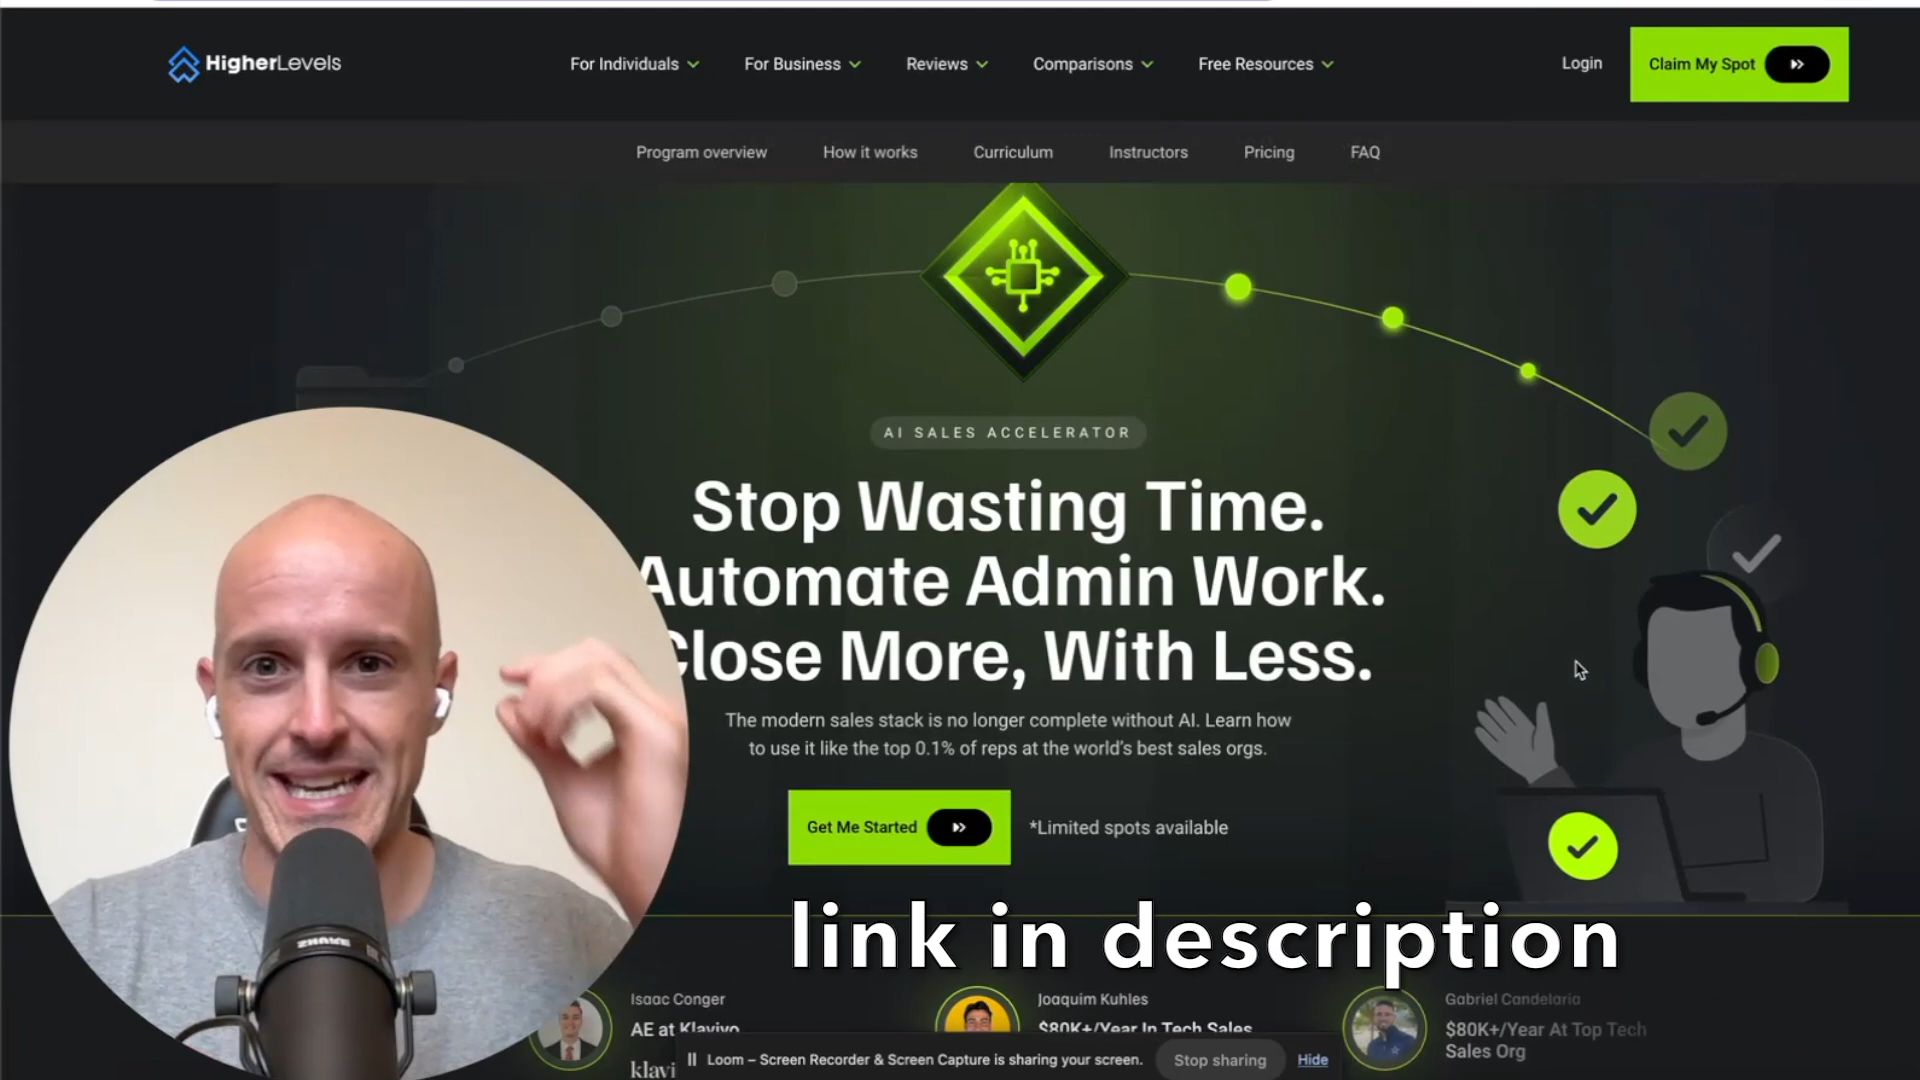 HigherLevels
For Individuals
For Business
Reviews
Comparisons
Free Resources
Login
Claim My Spot
Program overview
How it works
Curriculum
Instructors
Pricing
FAQ
AI SALES ACCELERATOR
Stop Wasting Time.
Automate Admin Work.
Close More, With Less.
The modern sales stack is no longer complete without AI. Learn how
to use it like the top 0.1% of reps at the world's best sales orgs.
Get Me Started
*Limited spots available
link in description
Isaac Conger
AE at Klaviyo
klavi
Joaquim Kuhles
$80K+/Year In Tech Sales
Gabriel Candelaria
$80K+/Year At Top Tech
Sales Org
Loom – Screen Recorder & Screen Capture is sharing your screen.
Stop sharing
Hide